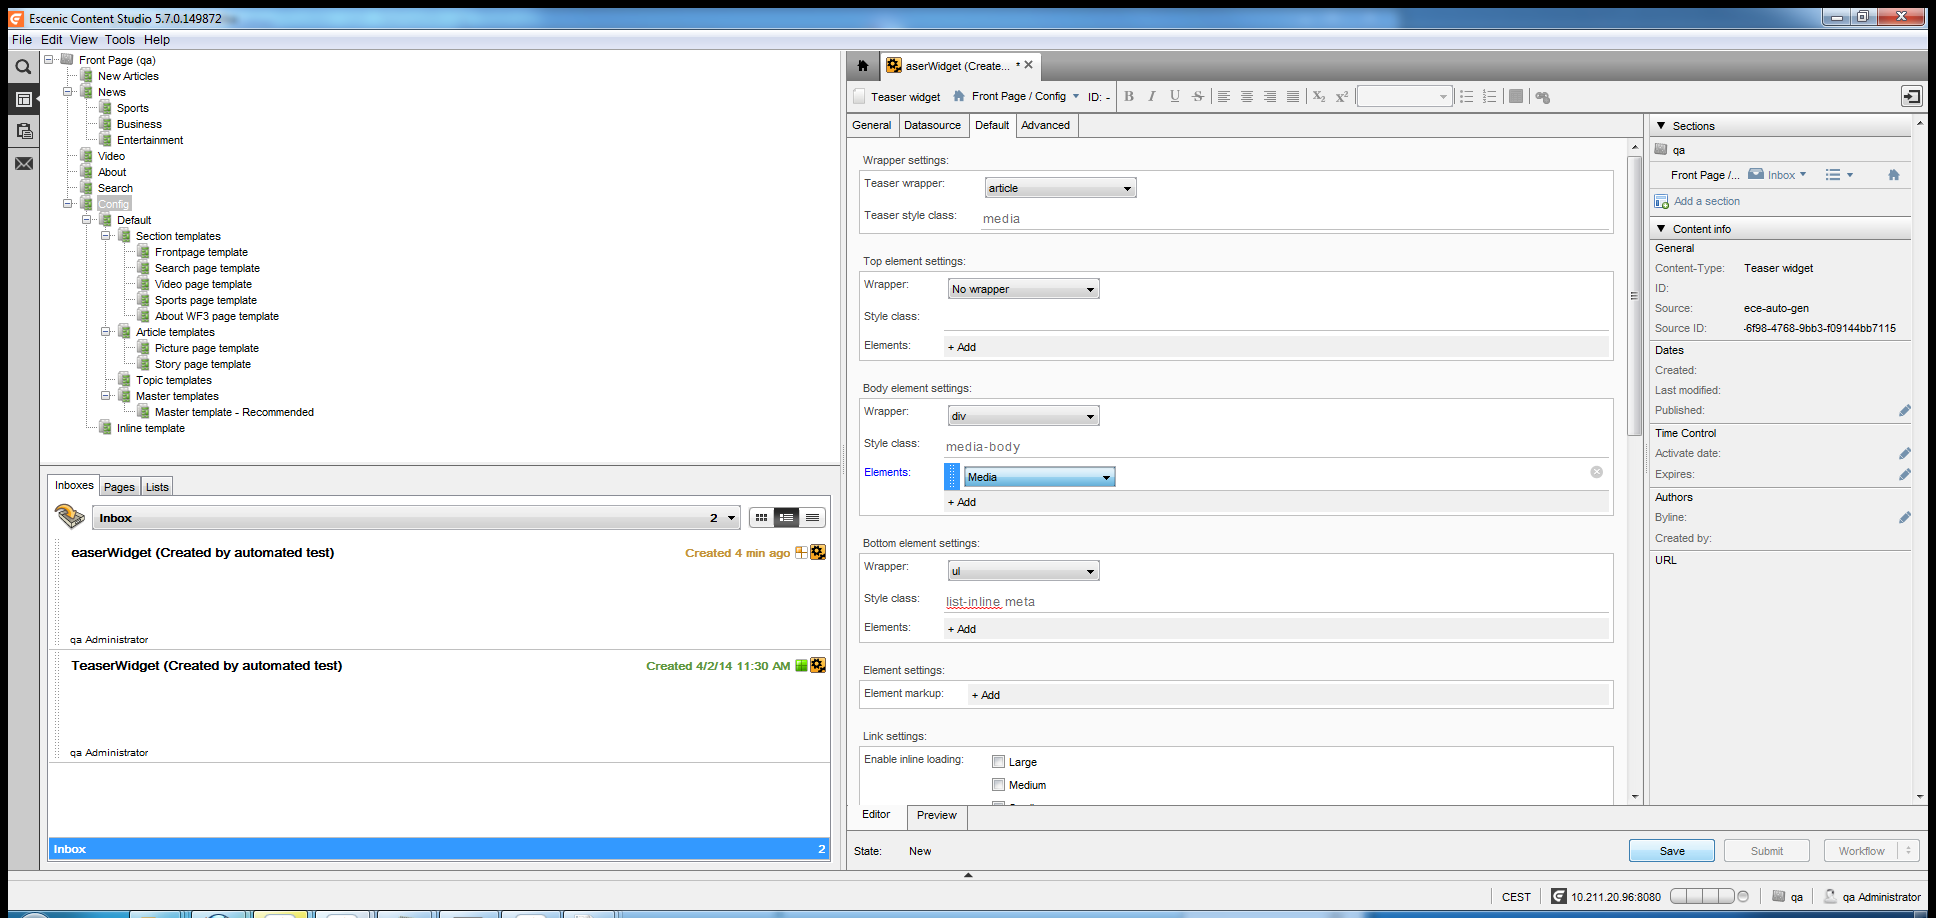 Escenic Content Studio 5.7.0.149872
File Edit View Tools Help
Front Page (qa)
New Articles
News
Sports
Business
Entertainment
Video
About
Search
Config
Default
Section templates
Frontpage template
Search page template
Video page template
Sports page template
About WF3 page template
Article templates
Picture page template
Story page template
Topic templates
Master templates
Master template - Recommended
Inline template
Inboxes Pages Lists
Inbox 2
easerWidget (Created by automated test) Created 4 min ago
qa Administrator
TeaserWidget (Created by automated test) Created 4/2/14 11:30 AM
qa Administrator
Inbox 2
aserWidget (Create... *
Teaser widget Front Page / Config ID: - B I U S X2 X2
General Datasource Default Advanced
Wrapper settings:
Teaser wrapper: article
Teaser style class: media
Top element settings:
Wrapper: No wrapper
Style class:
Elements: + Add
Body element settings:
Wrapper: div
Style class: media-body
Elements: Media
+ Add
Bottom element settings:
Wrapper: ul
Style class: list-inline meta
Elements: + Add
Element settings:
Element markup: + Add
Link settings:
Enable inline loading: Large
Medium
Editor Preview
State: New
Save Submit Workflow
Sections
qa
Front Page /... Inbox
Add a section
Content info
General
Content-Type: Teaser widget
ID:
Source: ece-auto-gen
Source ID: -6f98-4768-9bb3-f09144bb7115
Dates
Created:
Last modified:
Published:
Time Control
Activate date:
Expires:
Authors
Byline:
Created by:
URL
CEST 10.211.20.96:8080 qa qa Administrator